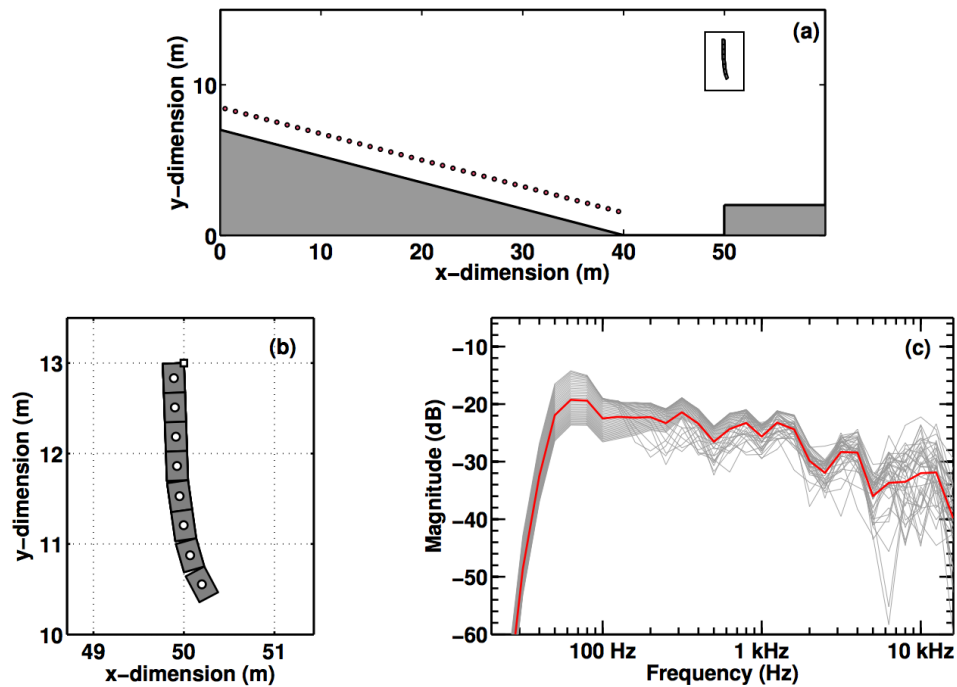 (a)
y−dimension (m)
10
0
0 10 20 30 40 50
x−dimension (m)
(b)
y−dimension (m)
13
12
11
10
49 50 51
x−dimension (m)
(c)
Magnitude (dB)
−10
−20
−30
−40
−50
−60
100 Hz 1 kHz 10 kHz
Frequency (Hz)